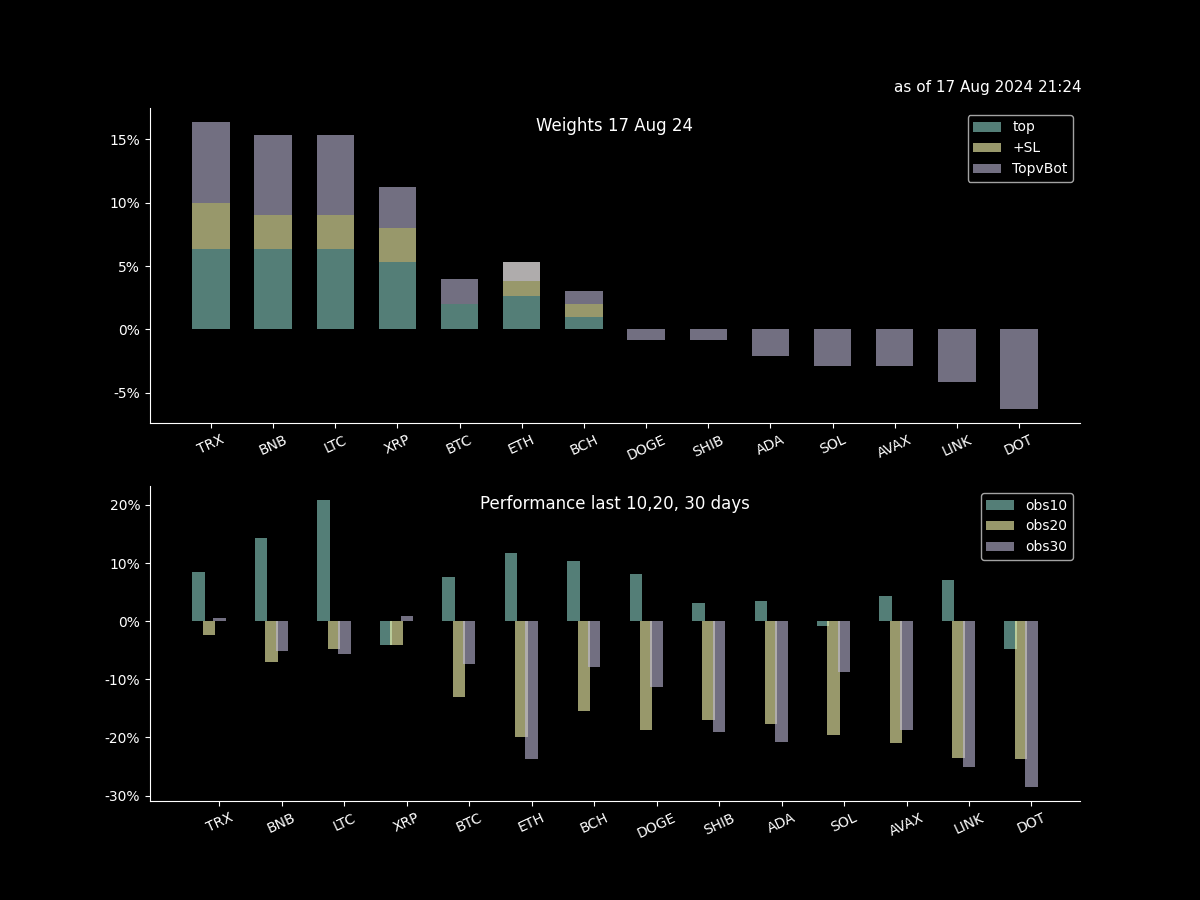 as of 17 Aug 2024 21:24
Weights 17 Aug 24
top
+SL
TopvBot
15%
10%
5%
0%
-5%
TRX BNB LTC XRP BTC ETH BCH DOGE SHIB ADA SOL AVAX LINK DOT
Performance last 10,20, 30 days
obs10
obs20
obs30
20%
10%
0%
-10%
-20%
-30%
TRX BNB LTC XRP BTC ETH BCH DOGE SHIB ADA SOL AVAX LINK DOT